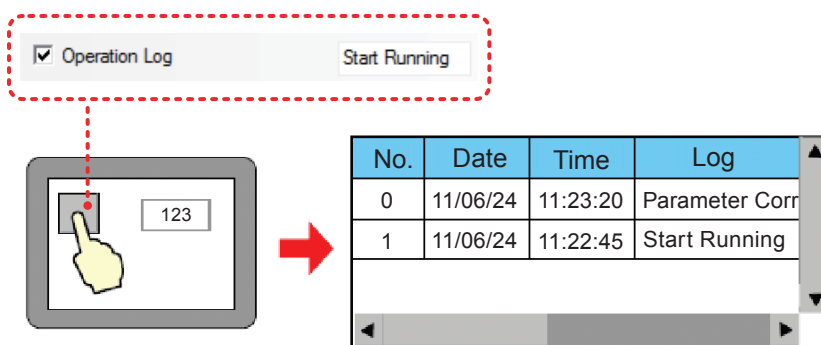 Operation Log Start Running
123
No. Date Time Log
0 11/06/24 11:23:20 Parameter Corr
1 11/06/24 11:22:45 Start Running